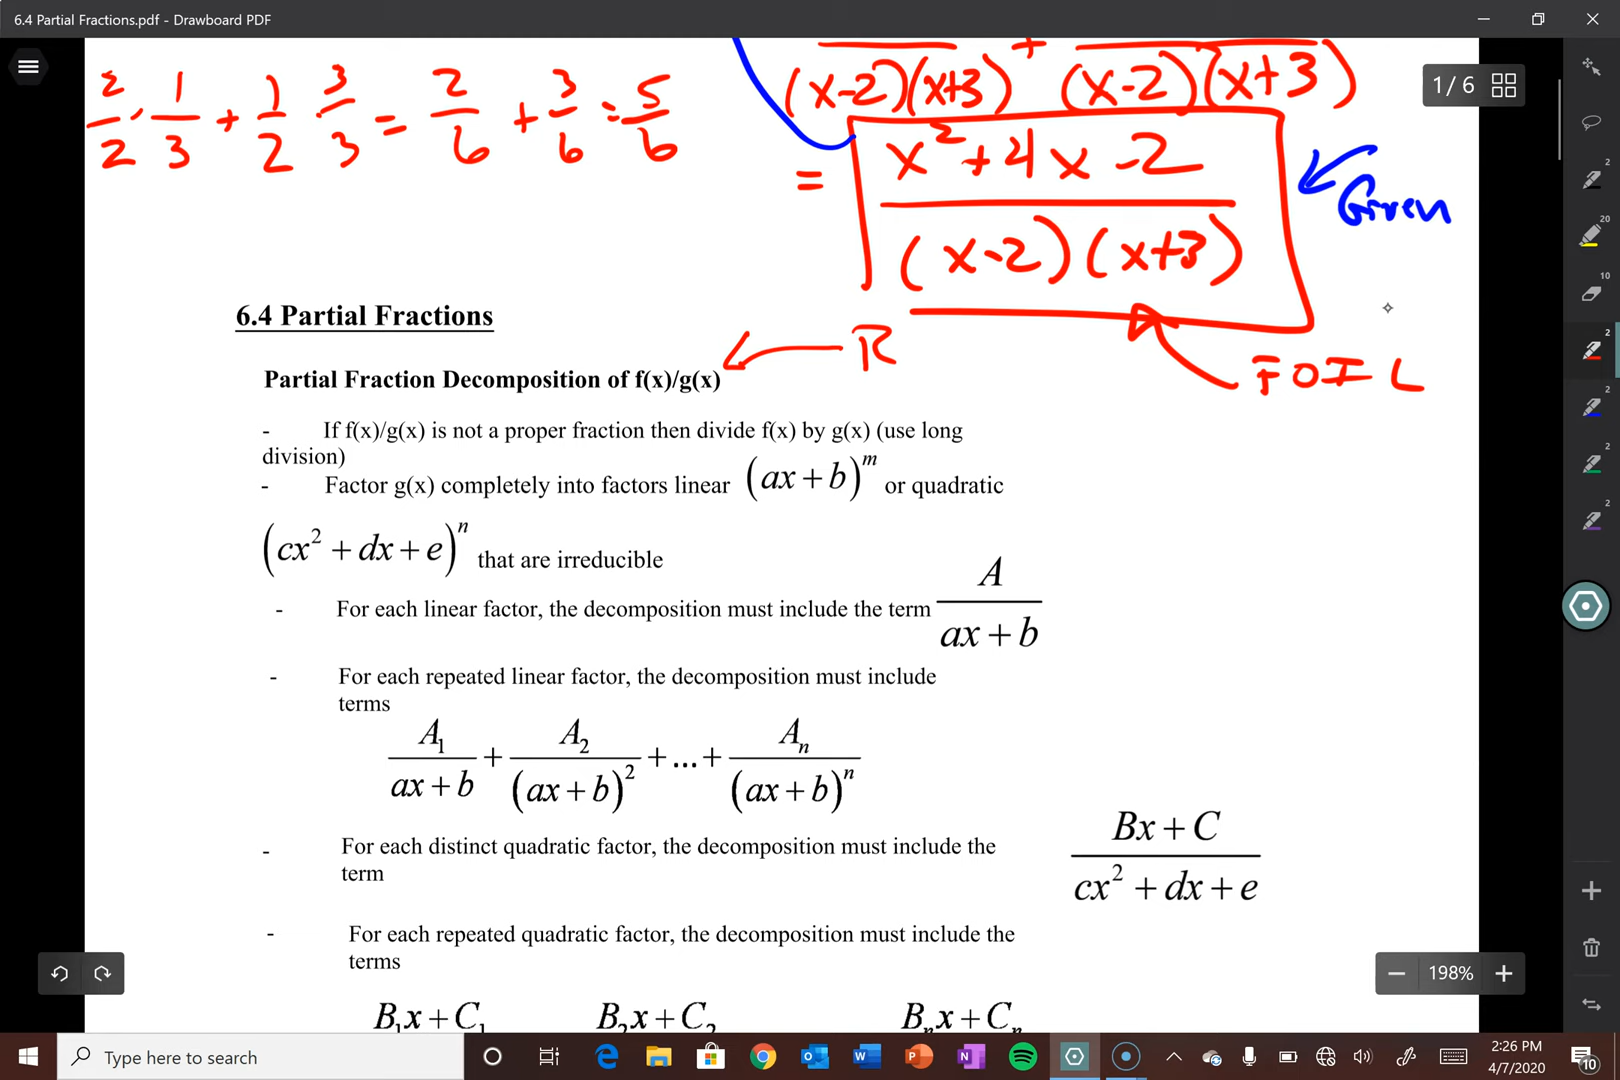 6.4 Partial Fractions.pdf - Drawboard PDF
(x-2)(x+3) + (x-2)(x+3)
1/6
2/2 · 1/3 + 1/2 · 3/3 = 2/6 + 3/6 = 5/6
= x² + 4x - 2
(x-2)(x+3)
Given
6.4 Partial Fractions
R
FOIL
Partial Fraction Decomposition of f(x)/g(x)
- If f(x)/g(x) is not a proper fraction then divide f(x) by g(x) (use long
division)
- Factor g(x) completely into factors linear (ax + b)^m or quadratic
(cx² + dx + e)^n that are irreducible
- For each linear factor, the decomposition must include the term A/(ax + b)
- For each repeated linear factor, the decomposition must include
terms
A₁/(ax + b) + A₂/(ax + b)² + ... + Aₙ/(ax + b)ⁿ
- For each distinct quadratic factor, the decomposition must include the
term
(Bx + C)/(cx² + dx + e)
- For each repeated quadratic factor, the decomposition must include the
terms
B₁x + C₁ B₂x + C₂ Bₙx + Cₙ
198%
2
20
10
2
2
2
2
Type here to search
2:26 PM
4/7/2020
10